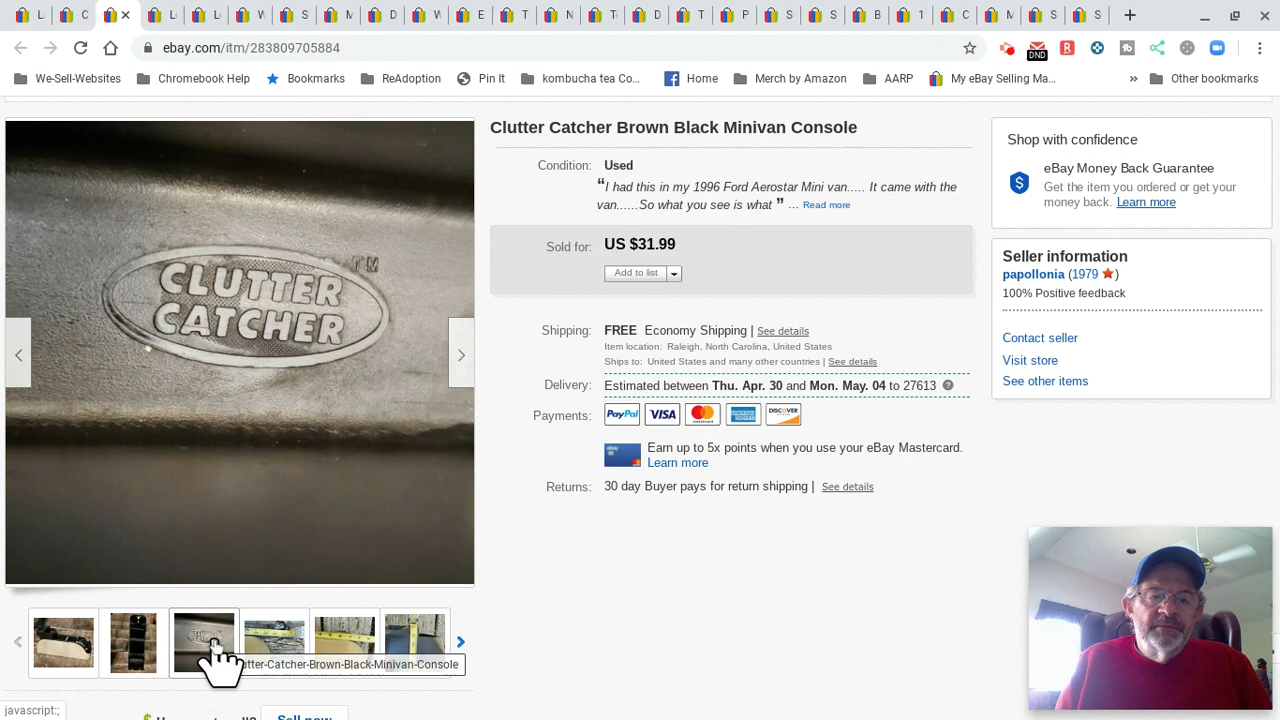 L
C
D
L
L
W
S
M
D
W
E
T
N
T
D
T
P
S
S
B
1
C
M
S
S
ebay.com/itm/283809705884
DND
We-Sell-Websites
Chromebook Help
Bookmarks
ReAdoption
Pin It
kombucha tea Co...
Home
Merch by Amazon
AARP
My eBay Selling Ma...
»
Other bookmarks
CLUTTER
CATCHER
TM
Clutter Catcher Brown Black Minivan Console
Condition: Used
"I had this in my 1996 Ford Aerostar Mini van..... It came with the
van......So what you see is what " ... Read more
Sold for: US $31.99
Add to list
Shipping: FREE Economy Shipping | See details
Item location: Raleigh, North Carolina, United States
Ships to: United States and many other countries | See details
Delivery: Estimated between Thu. Apr. 30 and Mon. May. 04 to 27613
Payments: PayPal VISA mastercard DISCOVER
Earn up to 5x points when you use your eBay Mastercard.
Learn more
Returns: 30 day Buyer pays for return shipping | See details
Shop with confidence
eBay Money Back Guarantee
Get the item you ordered or get your
money back. Learn more
Seller information
papollonia (1979 )
100% Positive feedback
Contact seller
Visit store
See other items
utter-Catcher-Brown-Black-Minivan-Console
javascript:;
Sell now